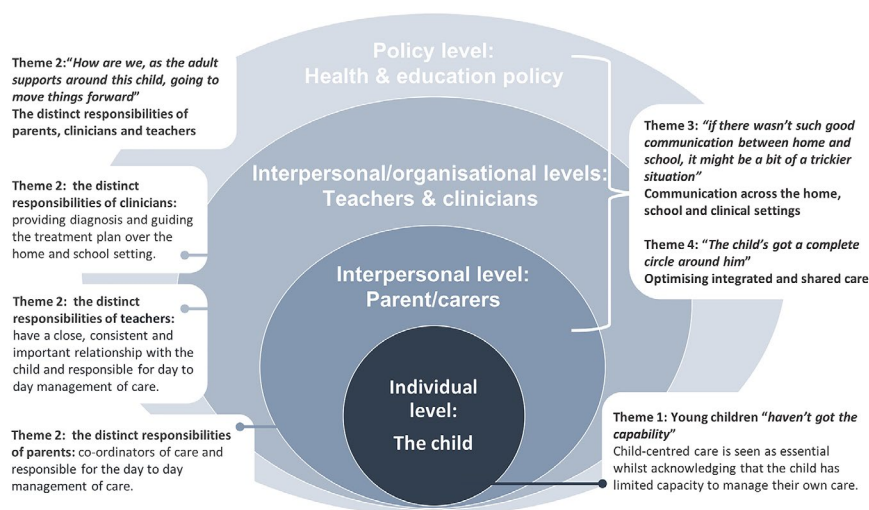 Theme 2:“How are we, as the adult
supports around this child, going to
move things forward”
The distinct responsibilities of
parents, clinicians and teachers
Theme 2: the distinct
responsibilities of clinicians:
providing diagnosis and guiding
the treatment plan over the
home and school setting.
Theme 2: the distinct
responsibilities of teachers:
have a close, consistent and
important relationship with the
child and responsible for day to
day management of care.
Theme 2: the distinct responsibilities
of parents: co-ordinators of care and
responsible for the day to day
management of care.
Policy level:
Health & education policy
Interpersonal/organisational levels:
Teachers & clinicians
Interpersonal level:
Parent/carers
Individual
level:
The child
Theme 3: “if there wasn’t such good
communication between home and
school, it might be a bit of a trickier
situation”
Communication across the home,
school and clinical settings
Theme 4: “The child’s got a complete
circle around him”
Optimising integrated and shared care
Theme 1: Young children “haven’t got the
capability”
Child-centred care is seen as essential
whilst acknowledging that the child has
limited capacity to manage their own care.